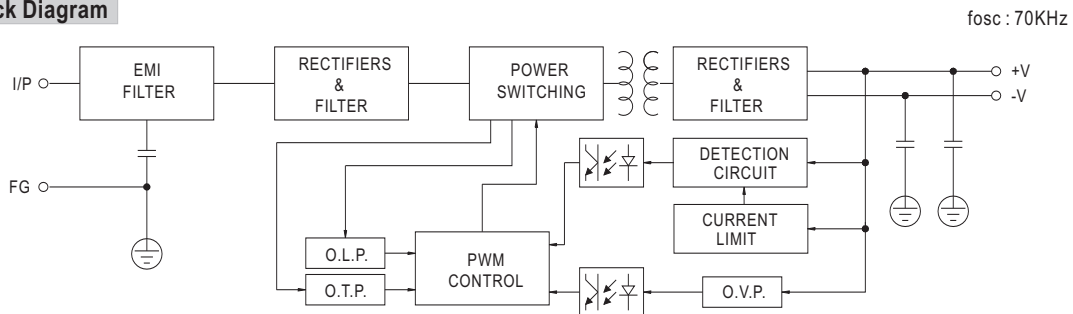 ck Diagram
fosc : 70KHz
I/P
EMI
FILTER
RECTIFIERS
&
FILTER
POWER
SWITCHING
RECTIFIERS
&
FILTER
+V
-V
DETECTION
CIRCUIT
FG
CURRENT
LIMIT
O.L.P.
PWM
CONTROL
O.T.P.
O.V.P.